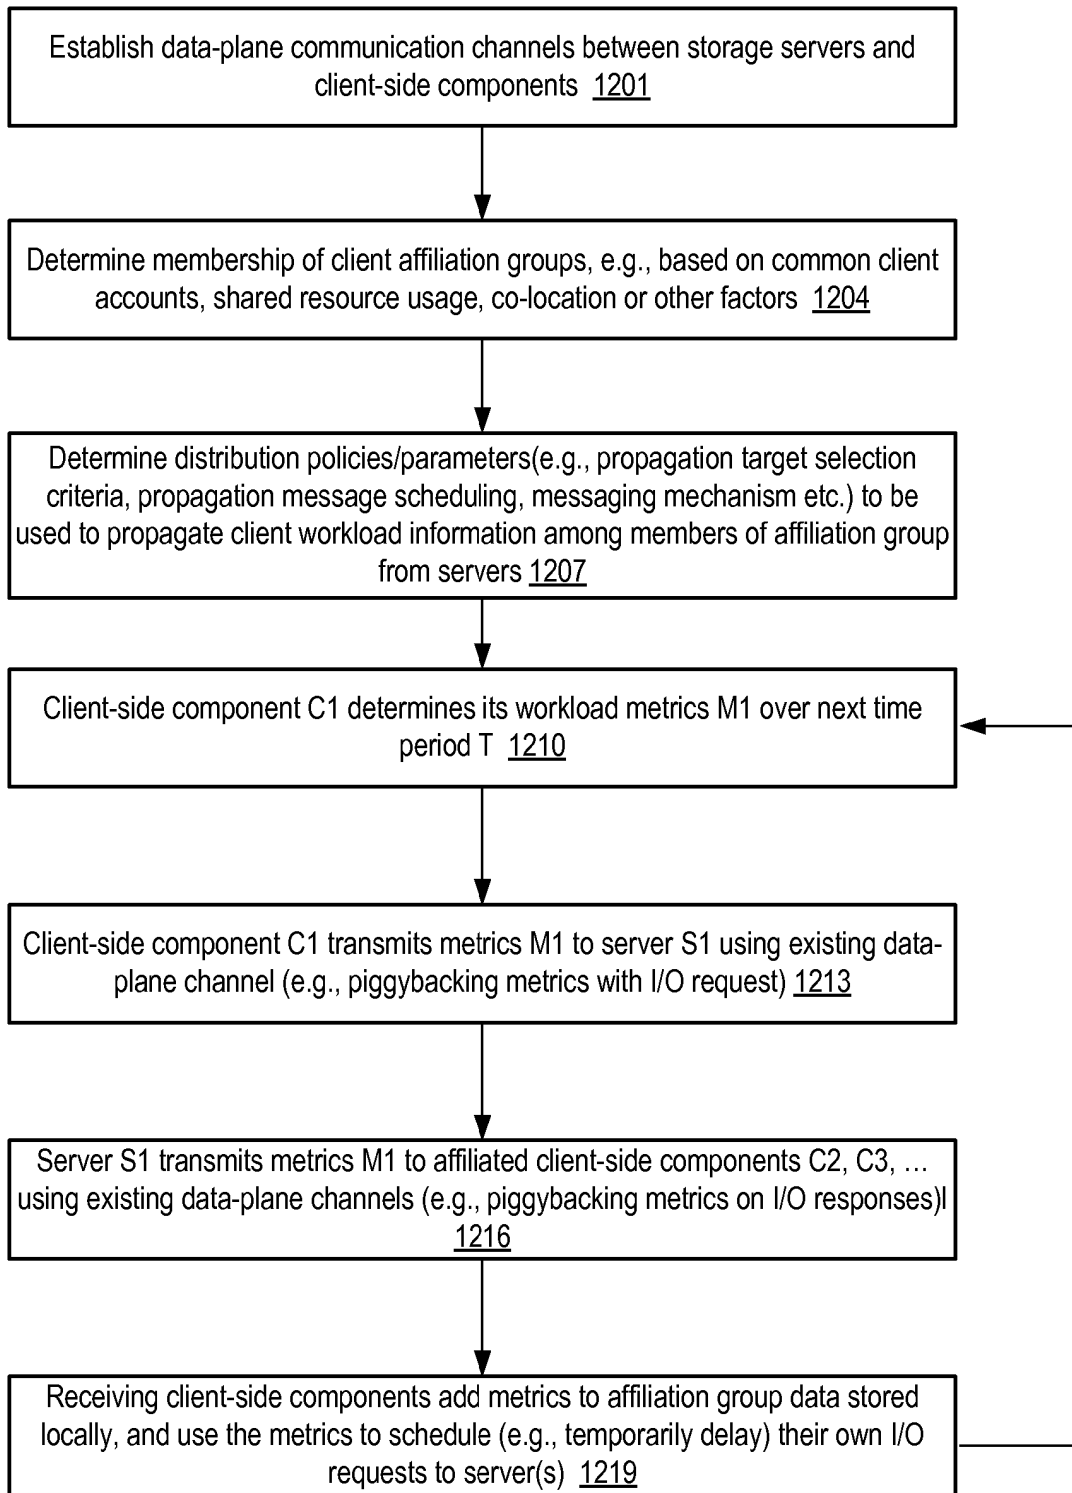 Establish data-plane communication channels between storage servers and
client-side components 1201
Determine membership of client affiliation groups, e.g., based on common client
accounts, shared resource usage, co-location or other factors 1204
Determine distribution policies/parameters(e.g., propagation target selection
criteria, propagation message scheduling, messaging mechanism etc.) to be
used to propagate client workload information among members of affiliation group
from servers 1207
Client-side component C1 determines its workload metrics M1 over next time
period T 1210
Client-side component C1 transmits metrics M1 to server S1 using existing data-
plane channel (e.g., piggybacking metrics with I/O request) 1213
Server S1 transmits metrics M1 to affiliated client-side components C2, C3, …
using existing data-plane channels (e.g., piggybacking metrics on I/O responses)l
1216
Receiving client-side components add metrics to affiliation group data stored
locally, and use the metrics to schedule (e.g., temporarily delay) their own I/O
requests to server(s) 1219